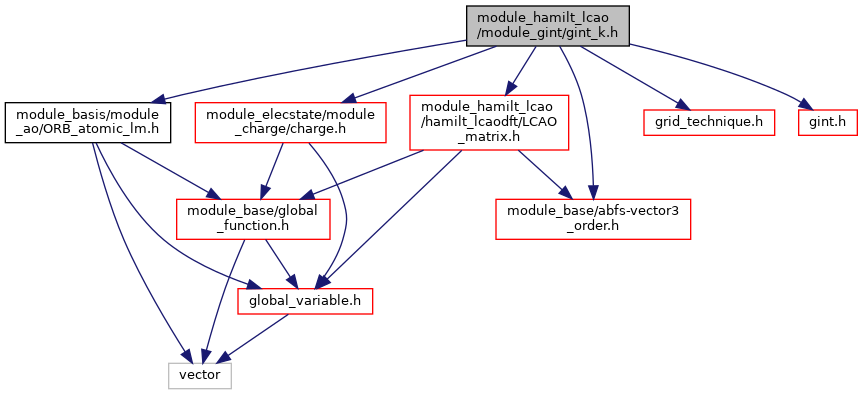 module_hamilt_lcao
/module_gint/gint_k.h
module_basis/module
_ao/ORB_atomic_lm.h
module_elecstate/module
_charge/charge.h
module_hamilt_lcao
/hamilt_lcaodft/LCAO
_matrix.h
grid_technique.h
gint.h
module_base/global
_function.h
module_base/abfs-vector3
_order.h
global_variable.h
vector